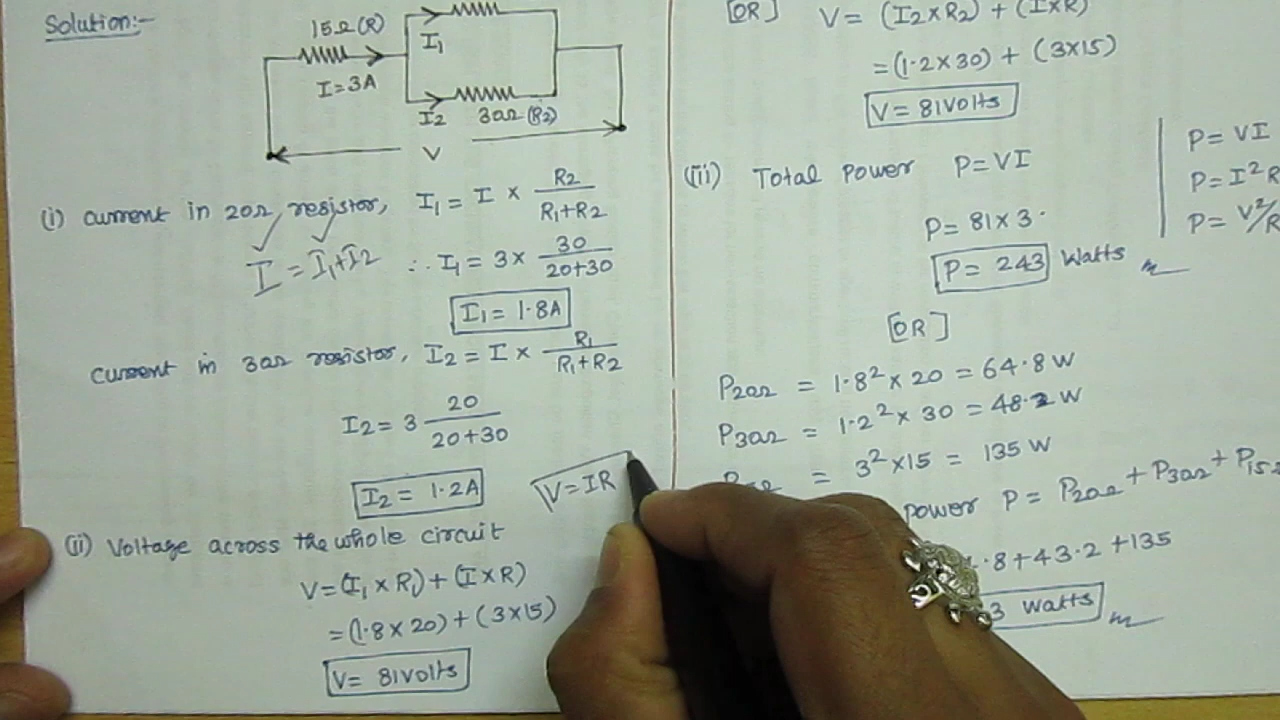 Solution:-
15Ω(R)
I=3A
I1
I2
30Ω (R2)
V
(i) current in 20Ω resistor, I1 = I × R2 / R1+R2
I = I1+I2
∴ I1 = 3× 30 / 20+30
I1 = 1.8A
current in 30Ω resistor, I2 = I × R1 / R1+R2
I2 = 3 20 / 20+30
I2 = 1.2A
V=IR
(ii) Voltage across the whole circuit
V=(I1 × R1) + (I×R)
=(1.8×20)+(3×15)
V= 81volts
[OR] V= (I2×R2) + (I×R)
=(1.2×30) + (3×15)
V= 81Volts
(iii) Total power P=VI
P= 81×3.
P= 243 Watts
P= VI
P=I²R
P= V²/R
[OR]
P20Ω = 1.8²×20 = 64.8W
P30Ω = 1.2²×30 = 48.2W
= 3²×15 = 135 W
power P= P20Ω + P30Ω + P15Ω
.8+43.2+135
3 watts